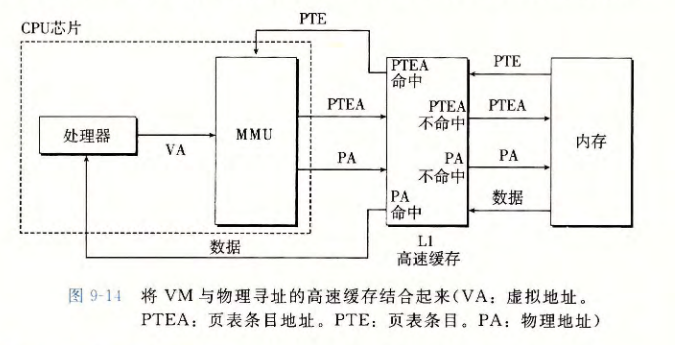 PTE
CPU芯片
PTE
PTEA
命中
PTEA
PTEA
不命中
PTEA
处理器
VA
MMU
内存
PA
PA
不命中
PA
PA
命中
数据
数据
L1
高速缓存
图 9-14 将 VM 与物理寻址的高速缓存结合起来(VA：虚拟地址。
PTEA：页表条目地址。PTE：页表条目。PA：物理地址)